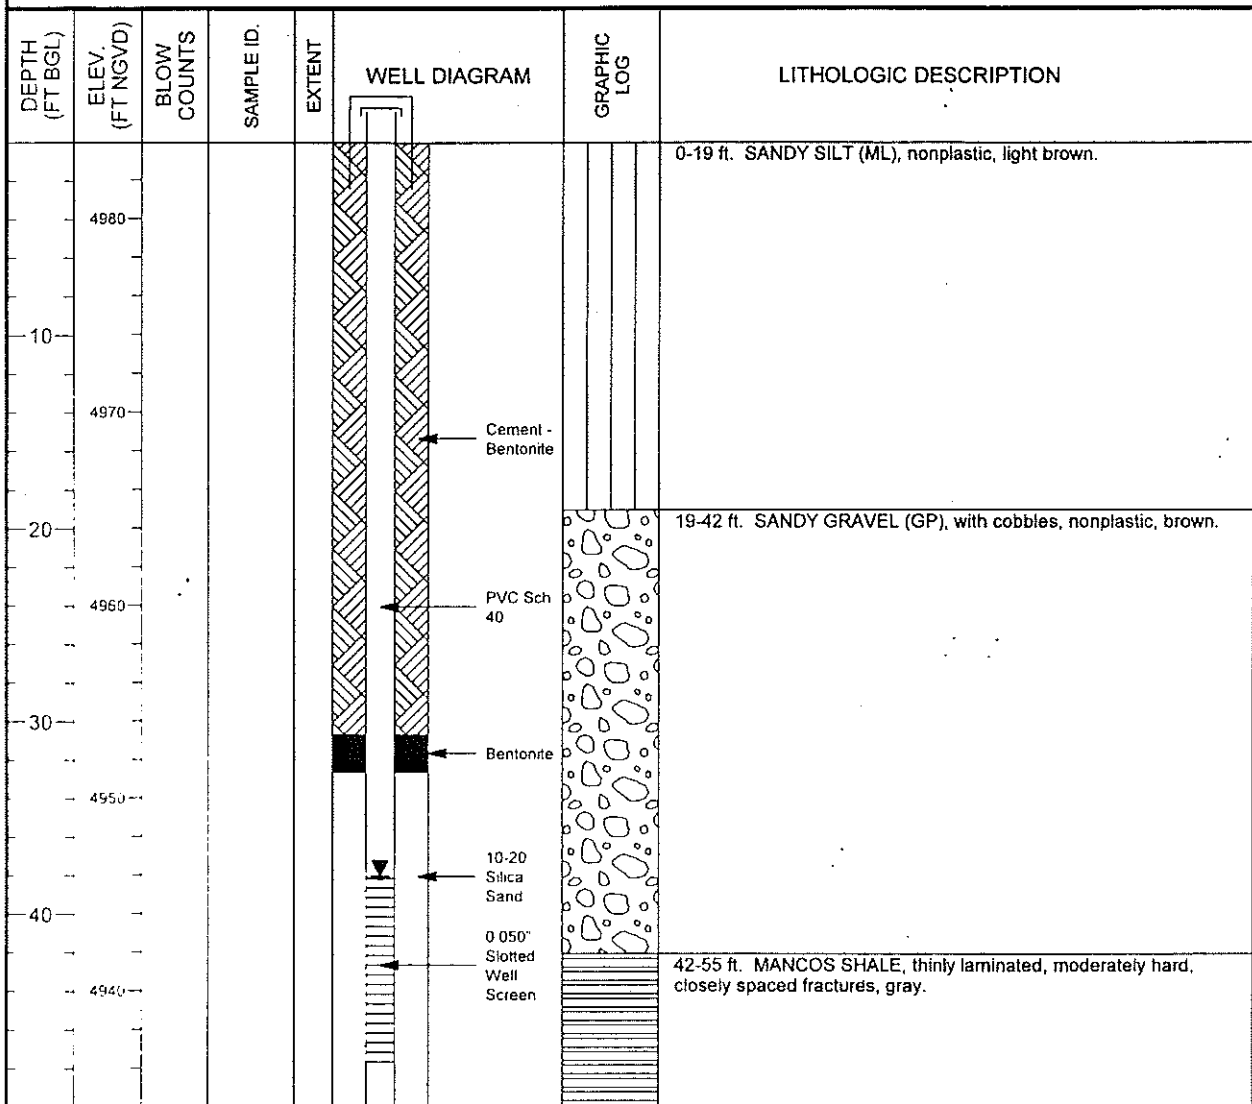 DEPTH
(FT BGL)
ELEV.
(FT NGVD)
BLOW
COUNTS
SAMPLE ID.
EXTENT
WELL DIAGRAM
GRAPHIC
LOG
LITHOLOGIC DESCRIPTION
0-19 ft. SANDY SILT (ML), nonplastic, light brown.
4980
10
4970
Cement -
Bentonite
19-42 ft. SANDY GRAVEL (GP), with cobbles, nonplastic, brown.
20
4960
PVC Sch
40
30
Bentonite
4950
10-20
Silica
Sand
40
0 050"
Slotted
Well
Screen
42-55 ft. MANCOS SHALE, thinly laminated, moderately hard,
closely spaced fractures, gray.
4940